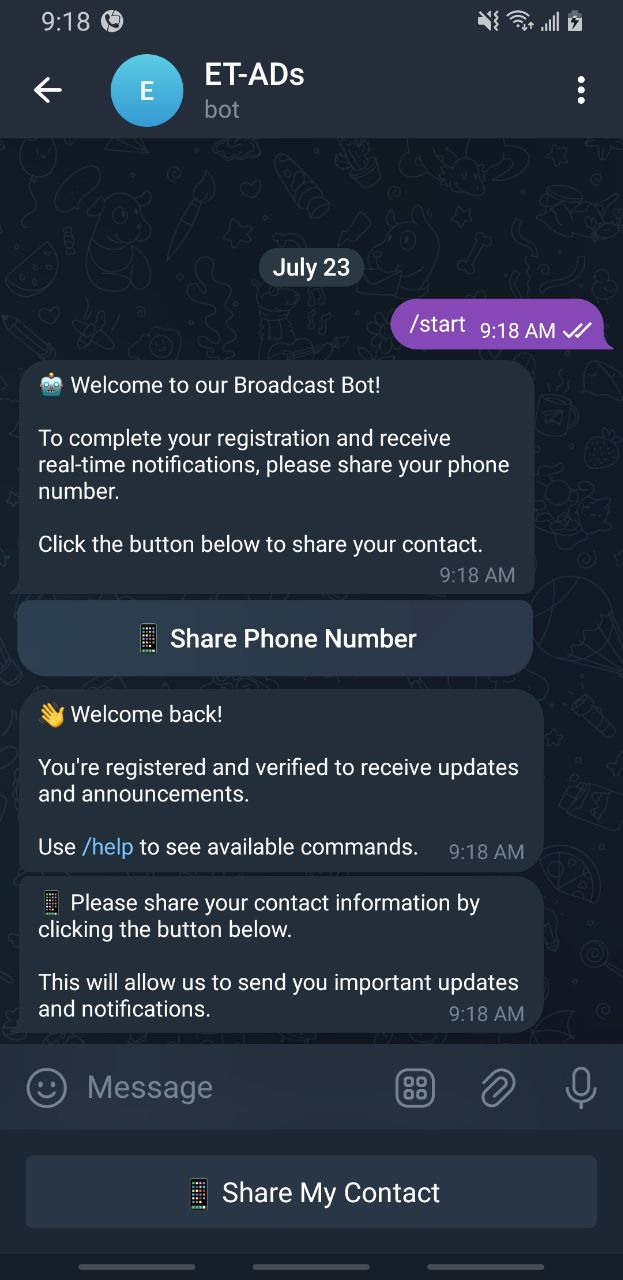 9:18
E
ET-ADs
bot
July 23
/start 9:18 AM
🤖 Welcome to our Broadcast Bot!
To complete your registration and receive
real-time notifications, please share your phone
number.
Click the button below to share your contact.
9:18 AM
📱 Share Phone Number
👋 Welcome back!
You're registered and verified to receive updates
and announcements.
Use /help to see available commands. 9:18 AM
📱 Please share your contact information by
clicking the button below.
This will allow us to send you important updates
and notifications. 9:18 AM
Message
📱 Share My Contact